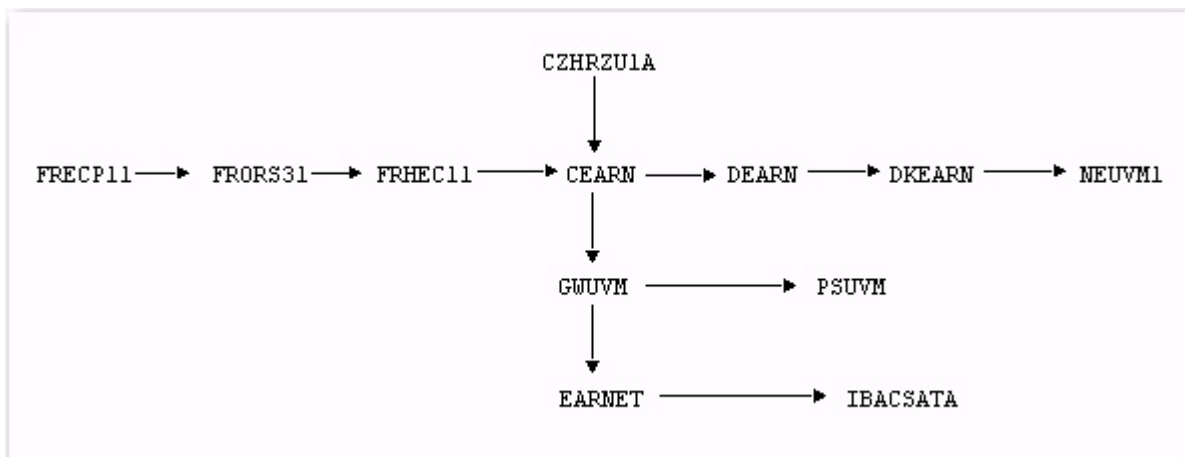 CZHRZU1A
FRECP11 FRORS31 FRHEC11 CEARN DEARN DKEARN NEUVM1
GWUVM PSUVM
EARNET IBACSATA